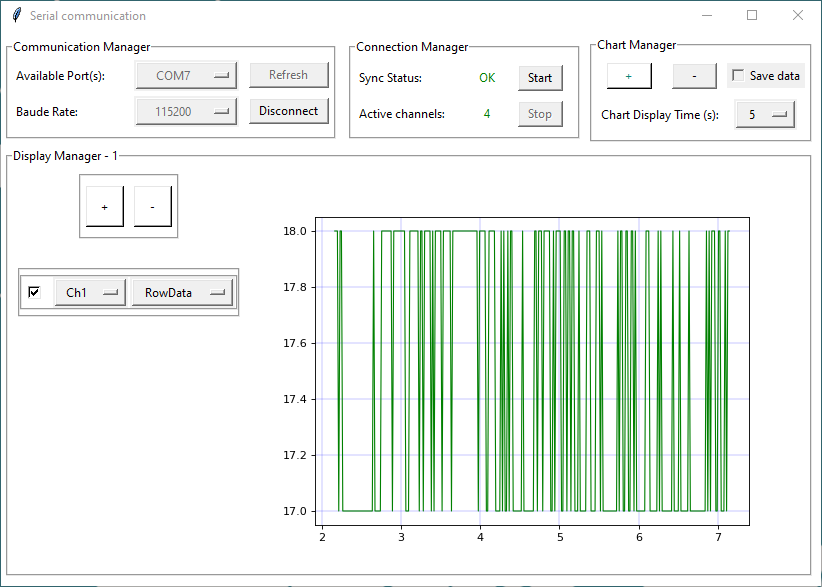 Serial communication
Communication Manager
Available Port(s): COM7 Refresh
Baude Rate: 115200 Disconnect
Connection Manager
Sync Status: OK Start
Active channels: 4 Stop
Chart Manager
+ - Save data
Chart Display Time (s): 5
Display Manager - 1
+ -
Ch1 RowData
18.0
17.8
17.6
17.4
17.2
17.0
2 3 4 5 6 7